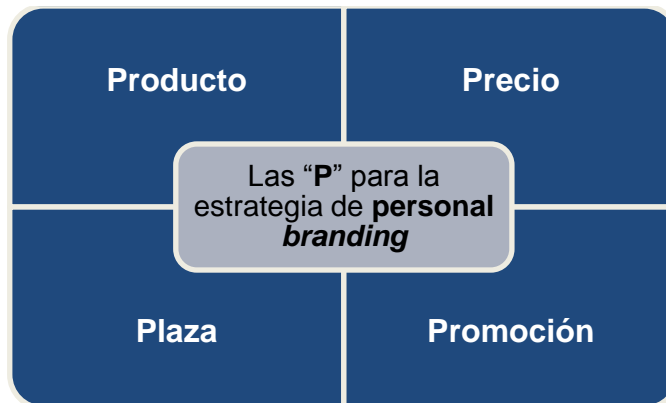 Producto
Precio
Las “P” para la
estrategia de personal
branding
Plaza
Promoción